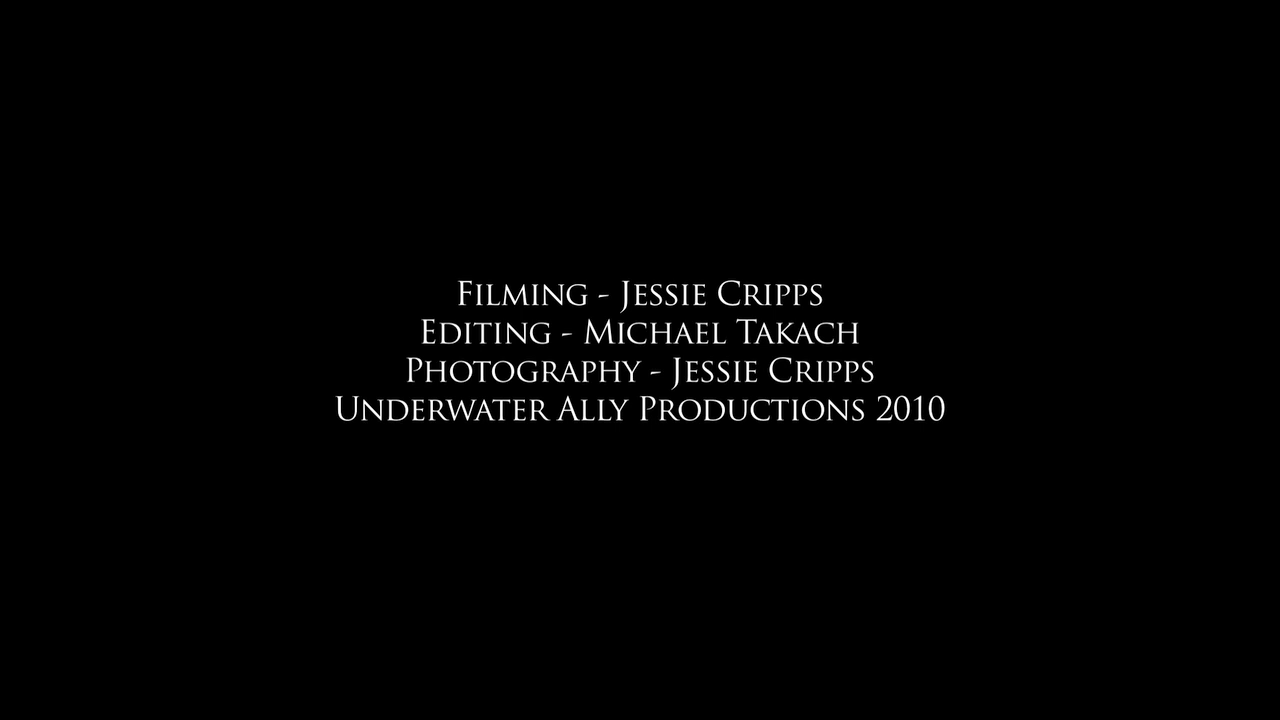 Filming - Jessie Cripps
Editing - Michael Takach
Photography - Jessie Cripps
Underwater Ally Productions 2010